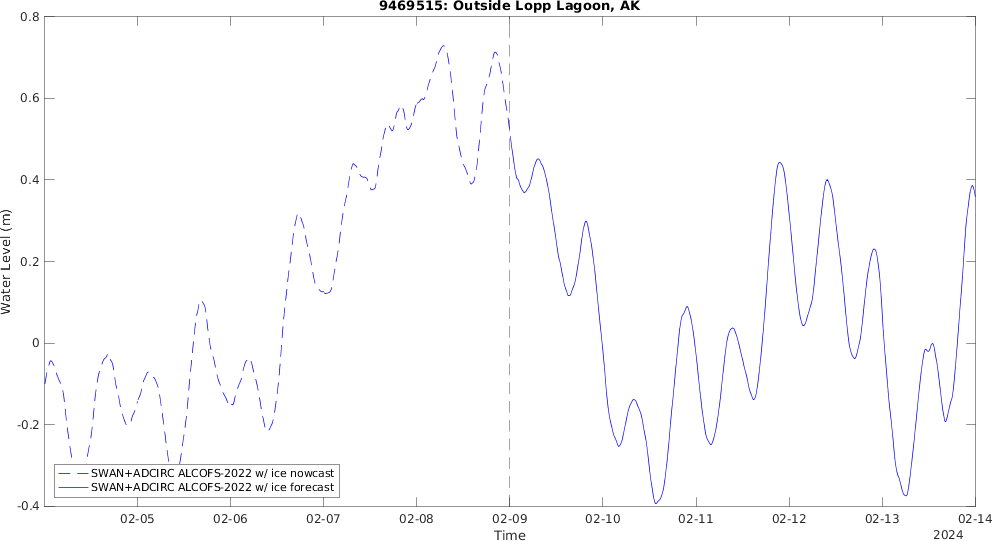 9469515: Outside Lopp Lagoon, AK
0.8
0.6
0.4
0.2
0
-0.2
-0.4
Water Level (m)
SWAN+ADCIRC ALCOFS-2022 w/ ice nowcast
SWAN+ADCIRC ALCOFS-2022 w/ ice forecast
02-05 02-06 02-07 02-08 02-09 02-10 02-11 02-12 02-13 02-14
Time
2024